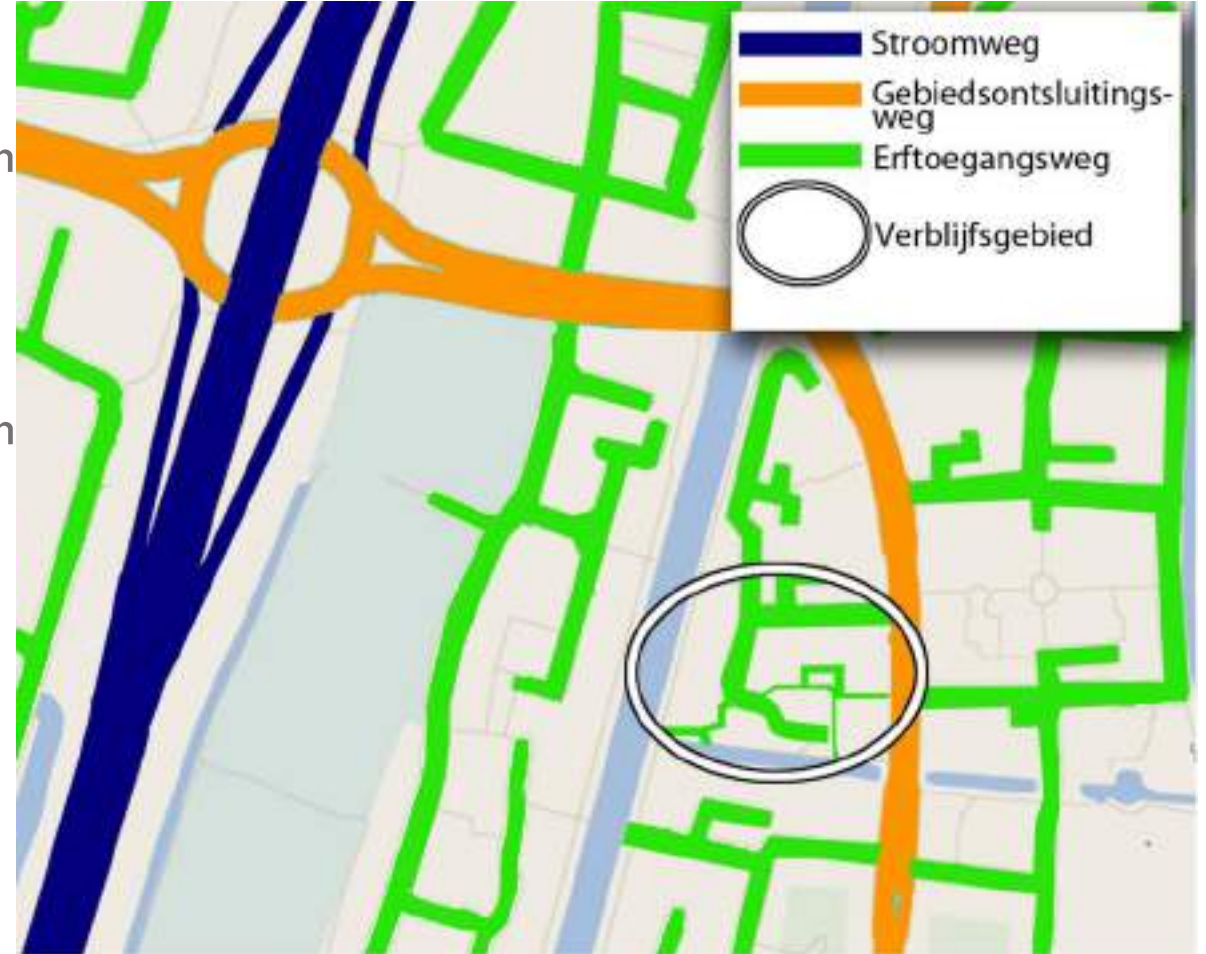 Stroomweg
Gebiedsontsluitings-
weg
Erftoegangsweg
Verblijfsgebied
n
n